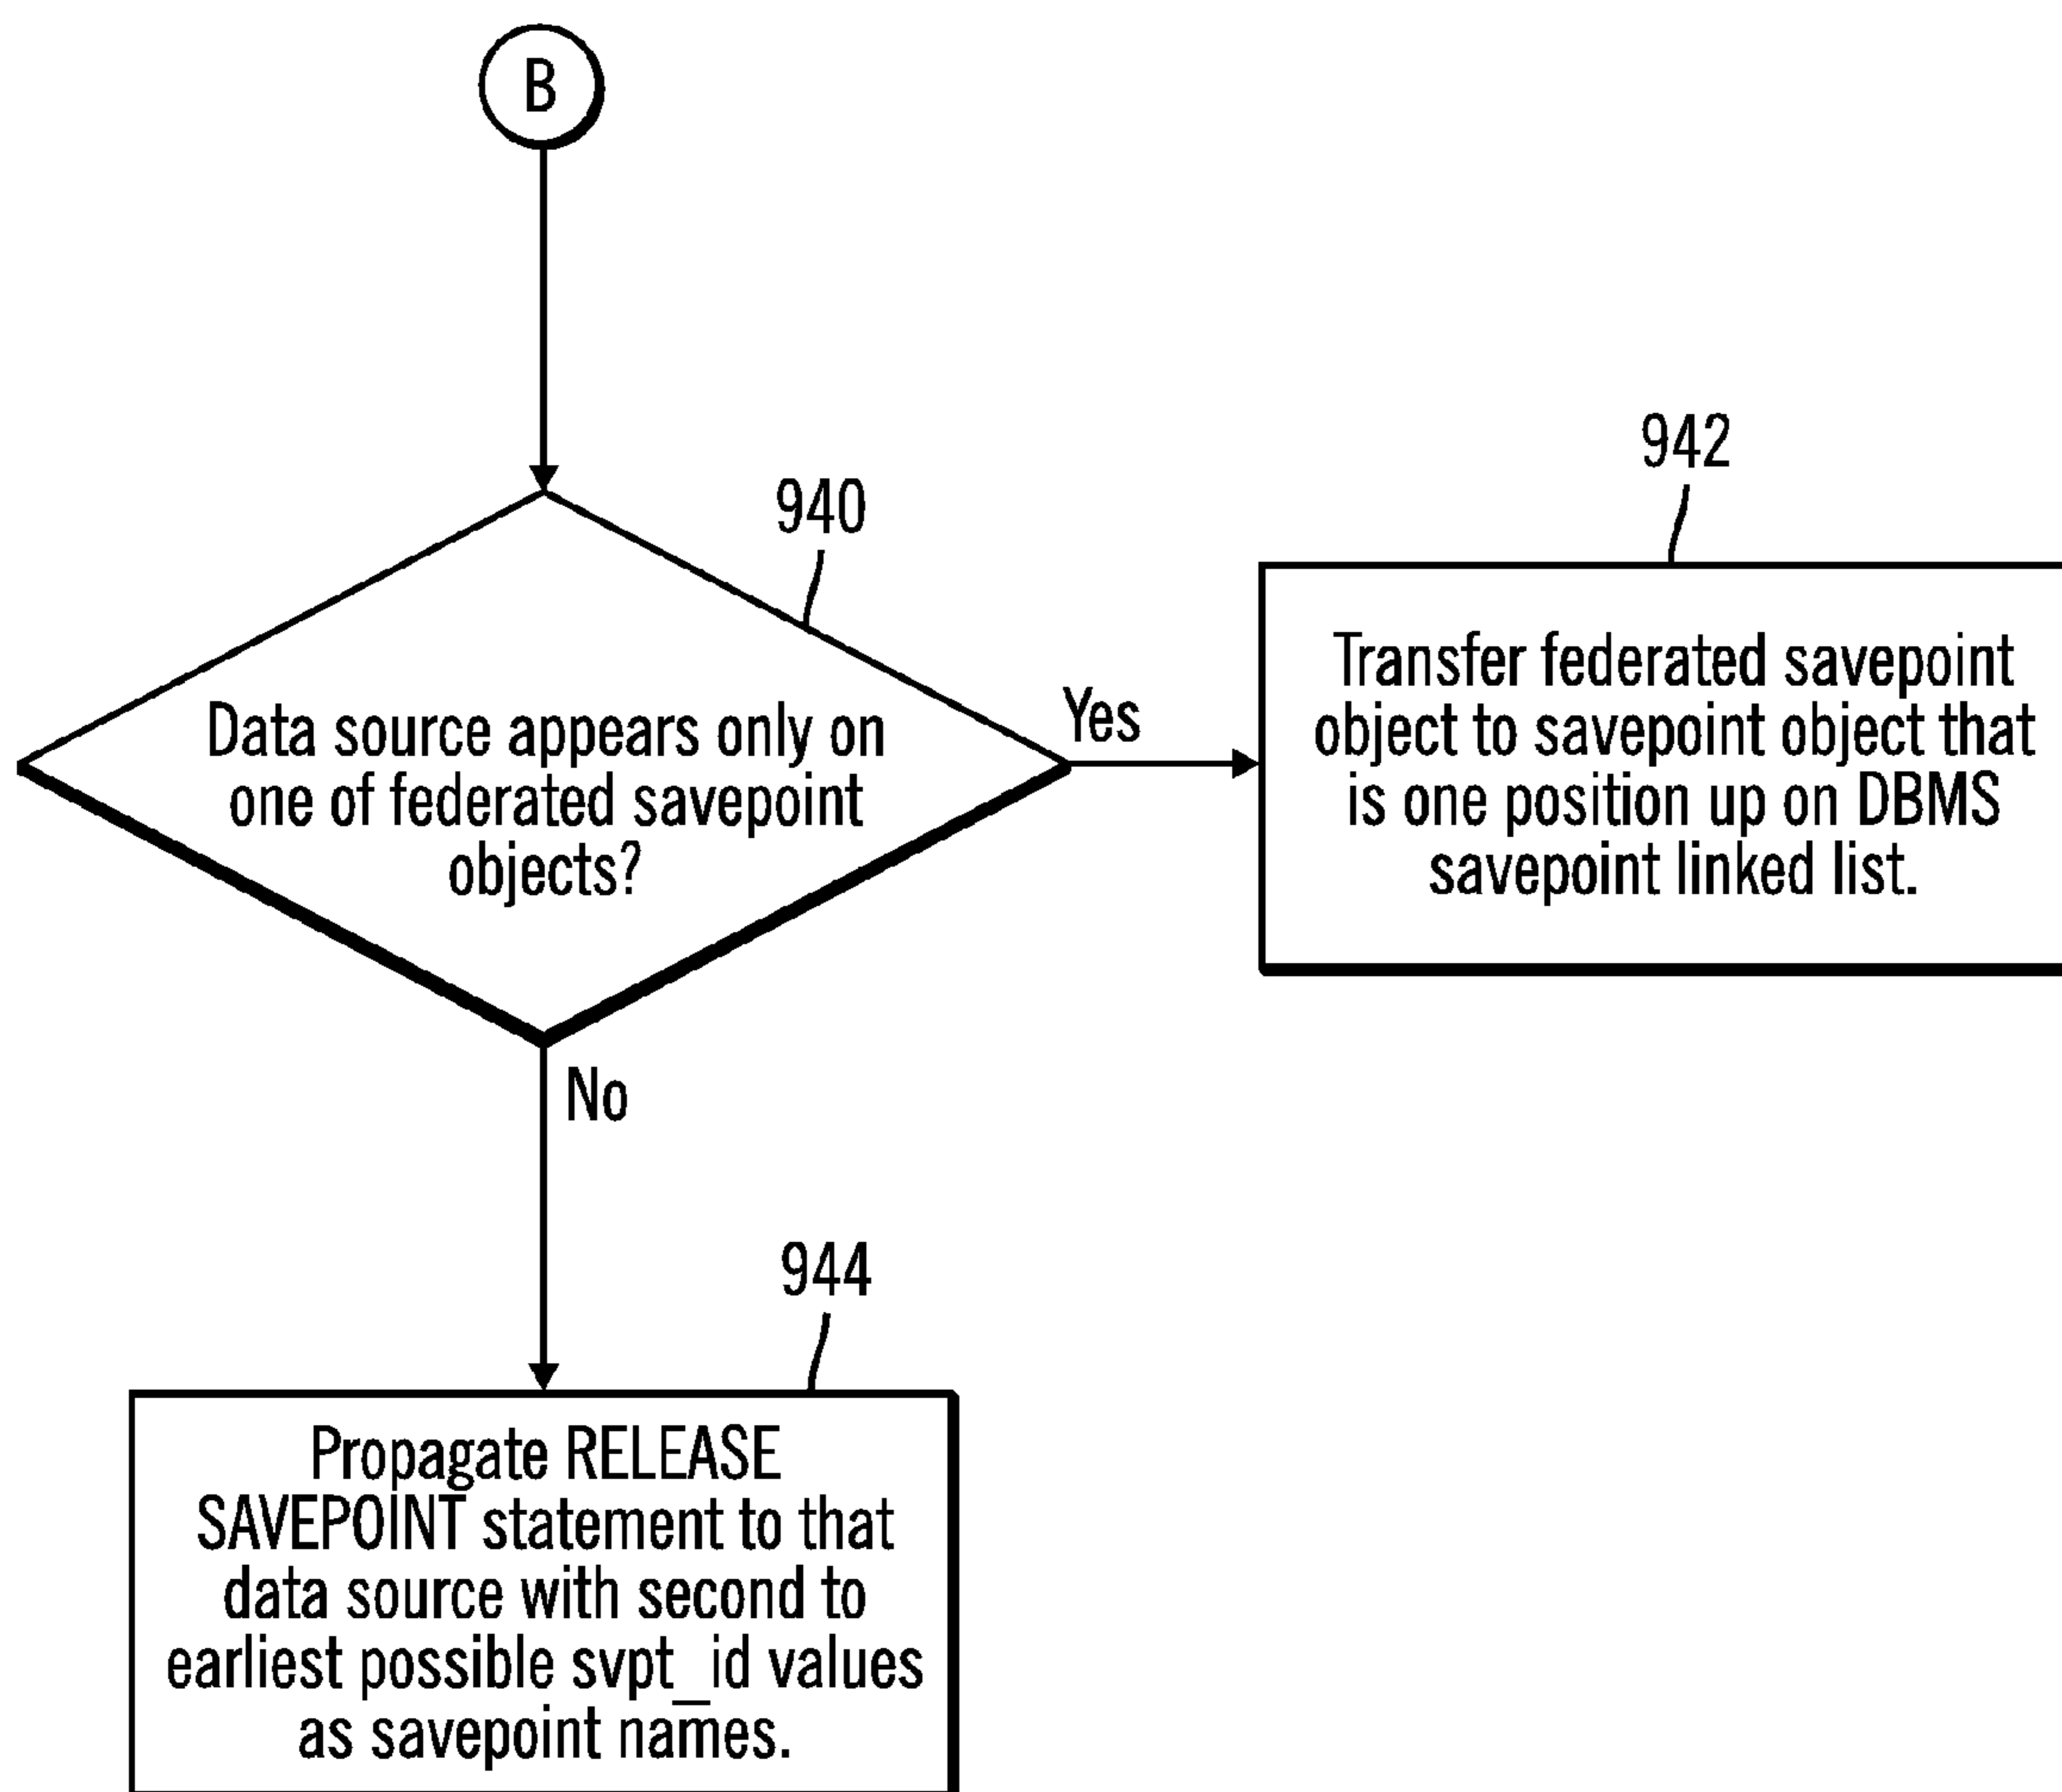 B
940
Data source appears only on
one of federated savepoint
objects?
Yes
942
Transfer federated savepoint
object to savepoint object that
is one position up on DBMS
savepoint linked list.
No
944
Propagate RELEASE
SAVEPOINT statement to that
data source with second to
earliest possible svpt_id values
as savepoint names.